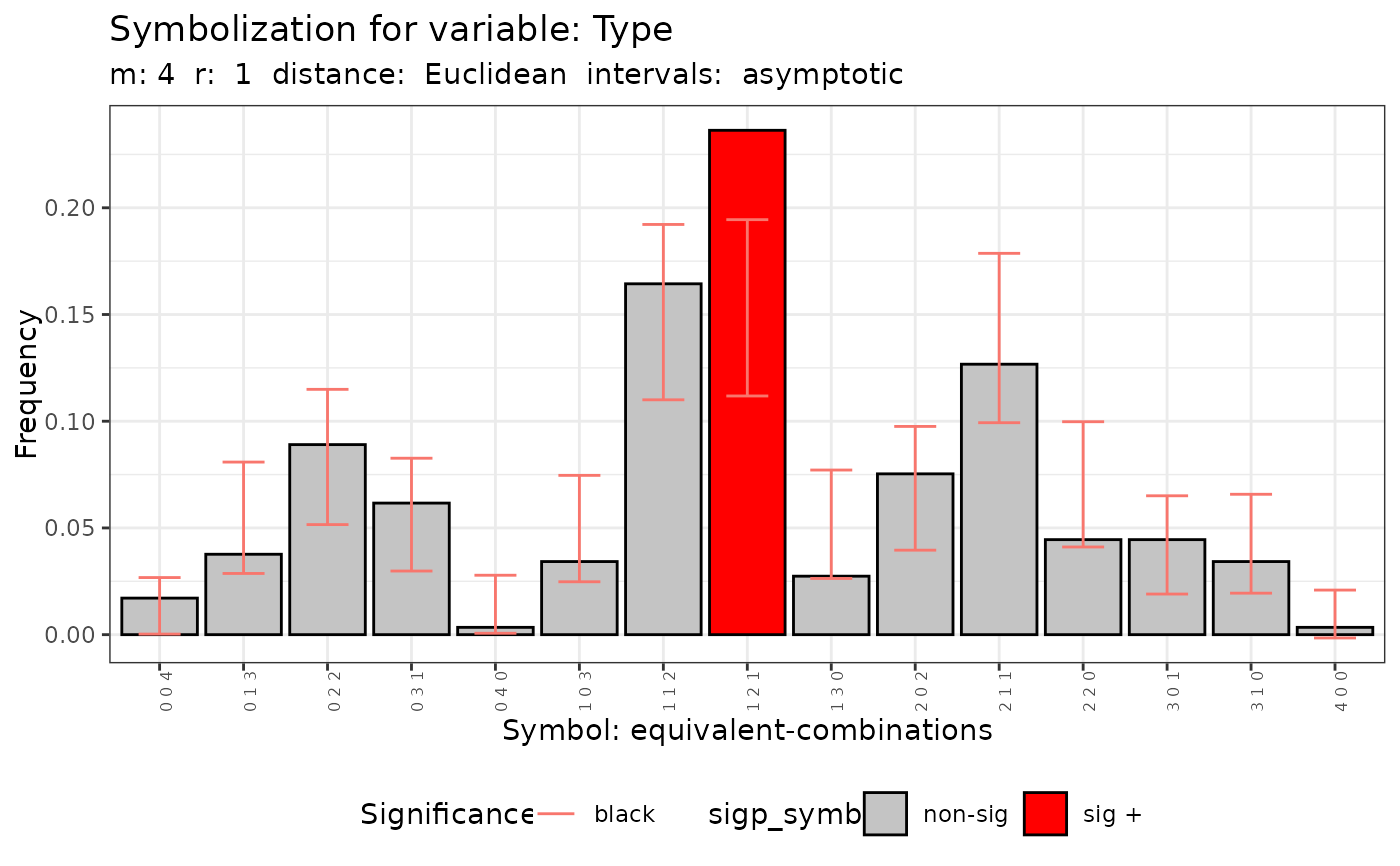 Symbolization for variable: Type
m: 4 r: 1 distance: Euclidean intervals: asymptotic
Frequency
0.20
0.15
0.10
0.05
0.00
0 0 4
0 1 3
0 2 2
0 3 1
0 4 0
1 0 3
1 1 2
1 2 1
1 3 0
2 0 2
2 1 1
2 2 0
3 0 1
3 1 0
4 0 0
Symbol: equivalent-combinations
Significance black sigp_symb non-sig sig +